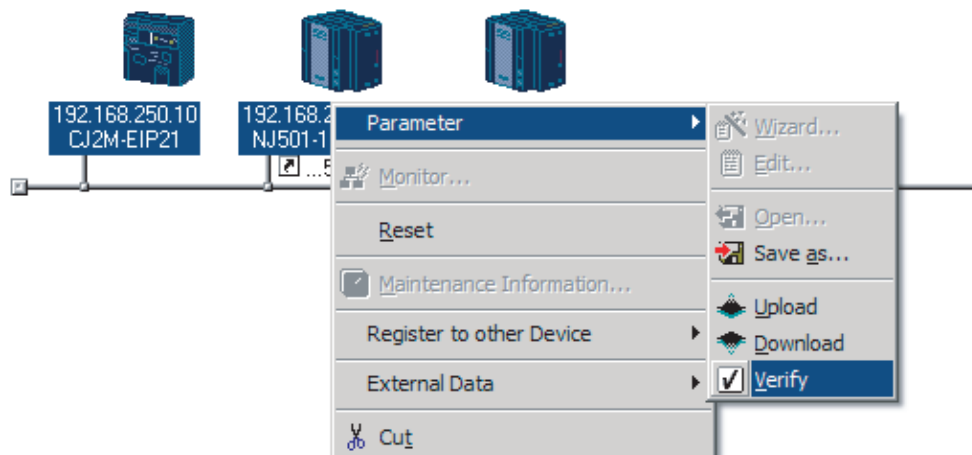 192.168.250.10
CJ2M-EIP21
192.168.2
NJ501-1
...5
Parameter
Monitor...
Reset
Maintenance Information...
Register to other Device
External Data
Cut
Wizard...
Edit...
Open...
Save as...
Upload
Download
Verify